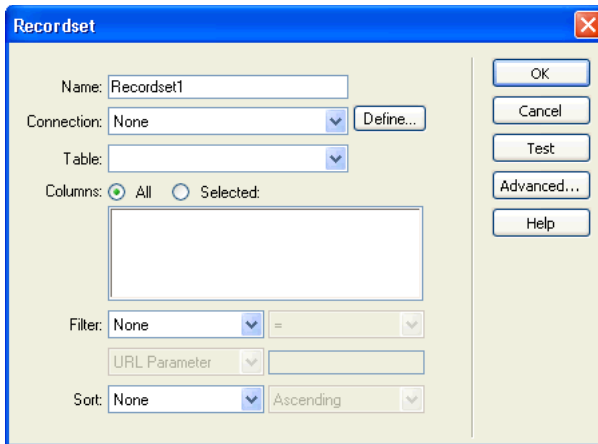 Recordset
Name: Recordset1
Connection: None Define...
Table:
Columns: All Selected:
Filter: None =
URL Parameter
Sort: None Ascending
OK
Cancel
Test
Advanced...
Help